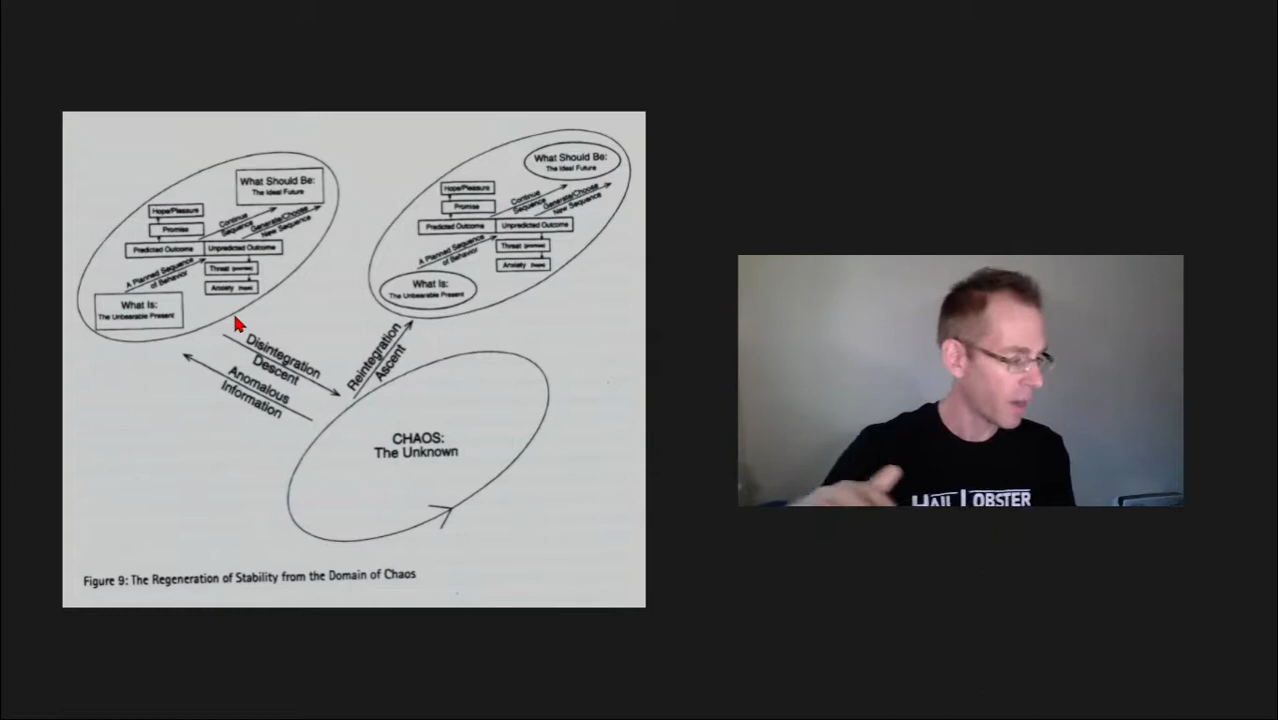 What Should Be:
The Ideal Future
Hope/Pleasure
Promise
Continue
Sequence
Generate/Choose
New Sequence
Predicted Outcome
Unpredicted Outcome
A Planned Sequence
of Behavior
Threat
Anxiety
What Is:
The Unbearable Present
What Should Be:
The Ideal Future
Hope/Pleasure
Promise
Continue
Sequence
Generate/Choose
New Sequence
Predicted Outcome
Unpredicted Outcome
A Planned Sequence
of Behavior
Threat
Anxiety
What Is:
The Unbearable Present
Disintegration
Descent
Anomalous
Information
Reintegration
Ascent
CHAOS:
The Unknown
Figure 9: The Regeneration of Stability from the Domain of Chaos
HAIL LOBSTER